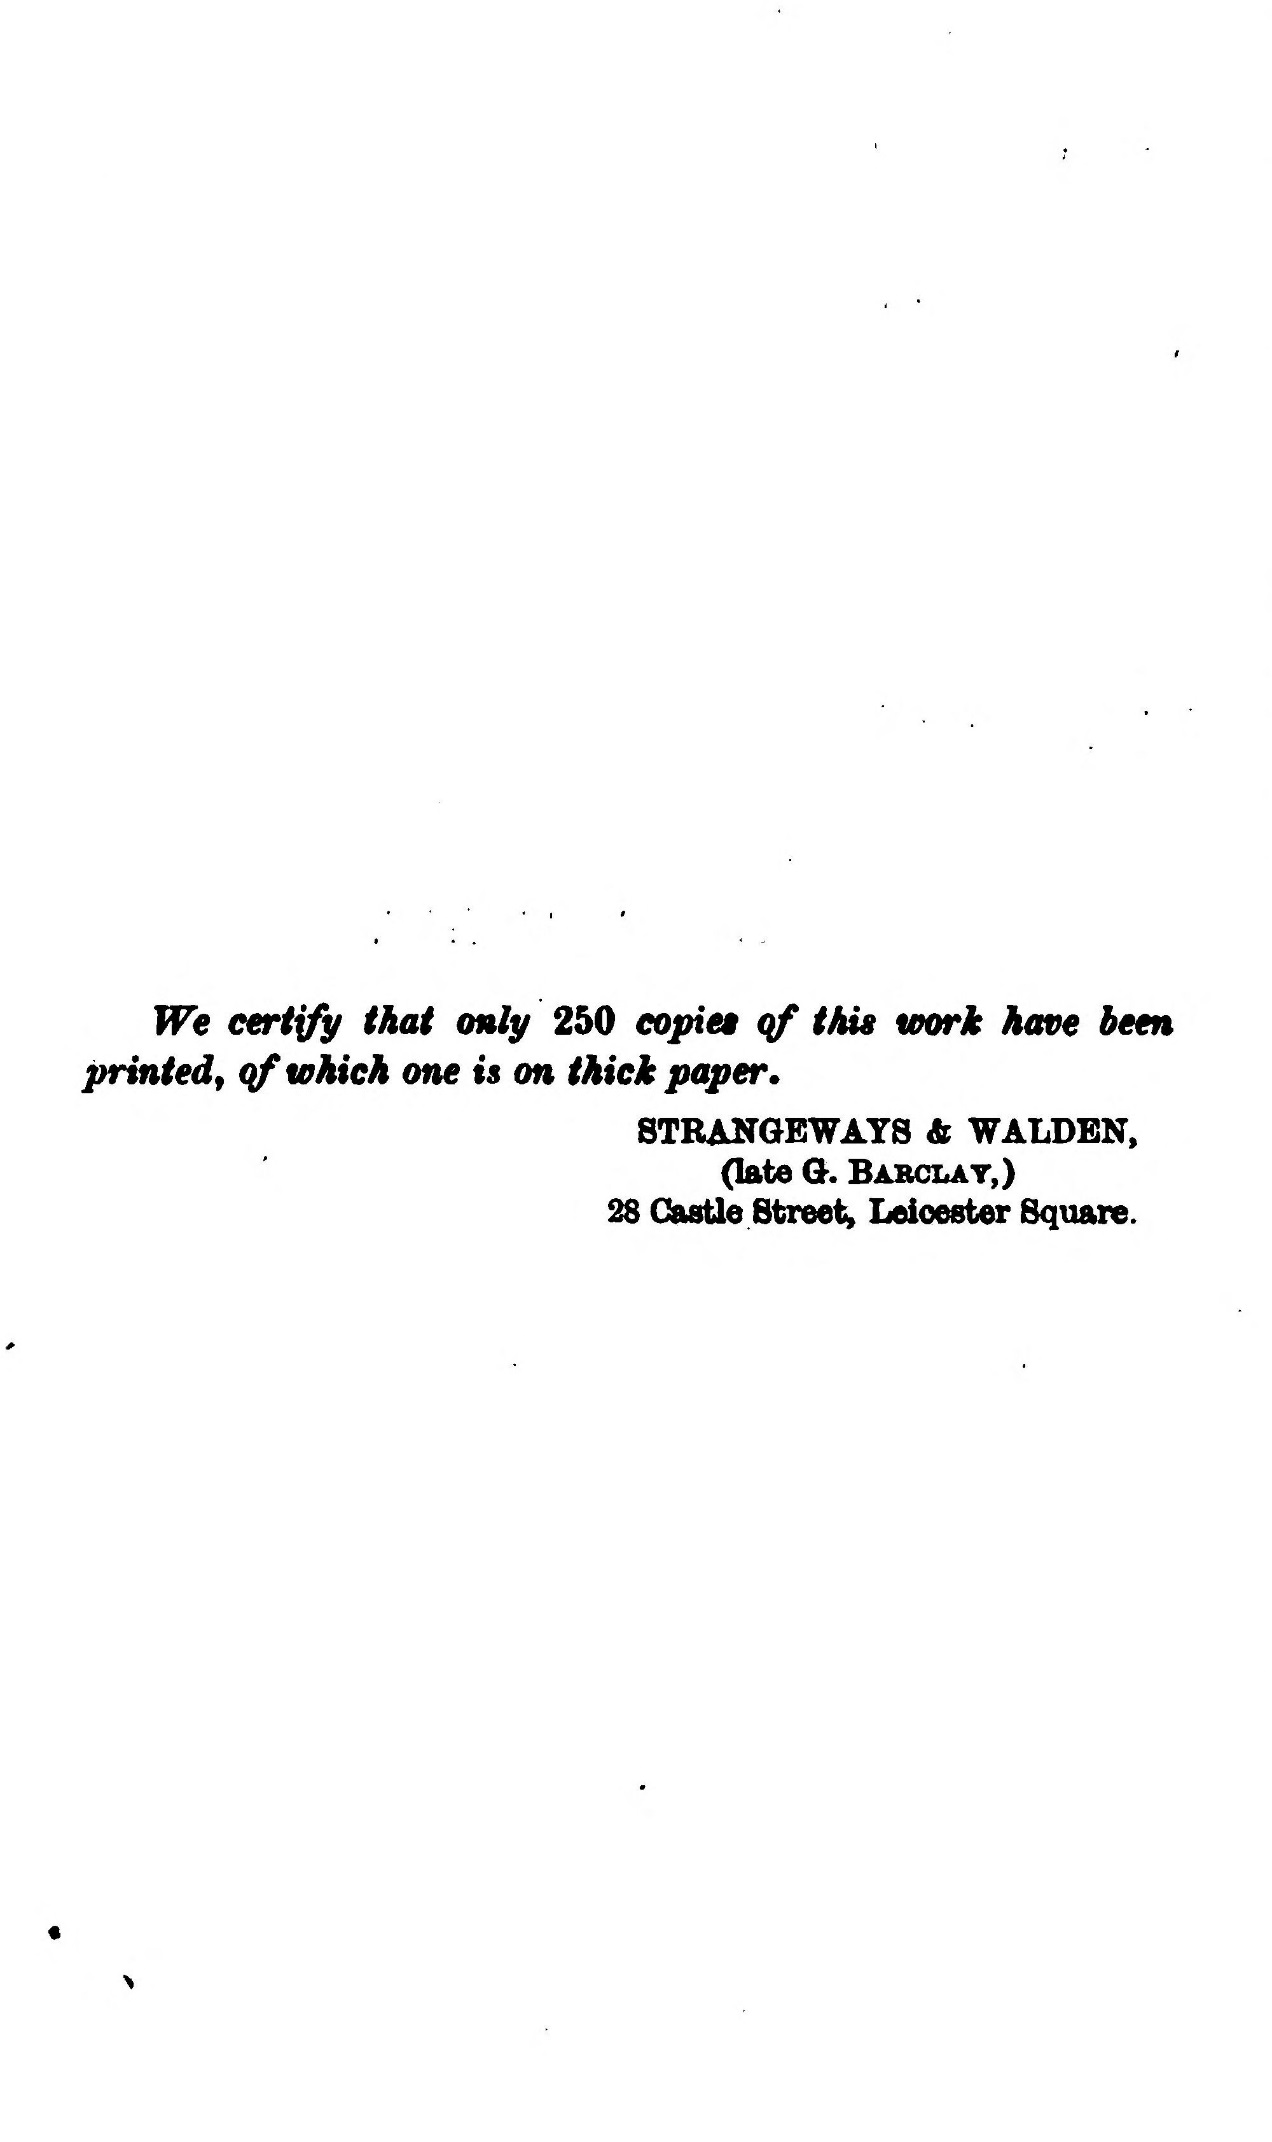 We certify that only 250 copies of this work have been
printed, of which one is on thick paper.
STRANGEWAYS & WALDEN,
(late G. BARCLAY,)
28 Castle Street, Leicester Square.